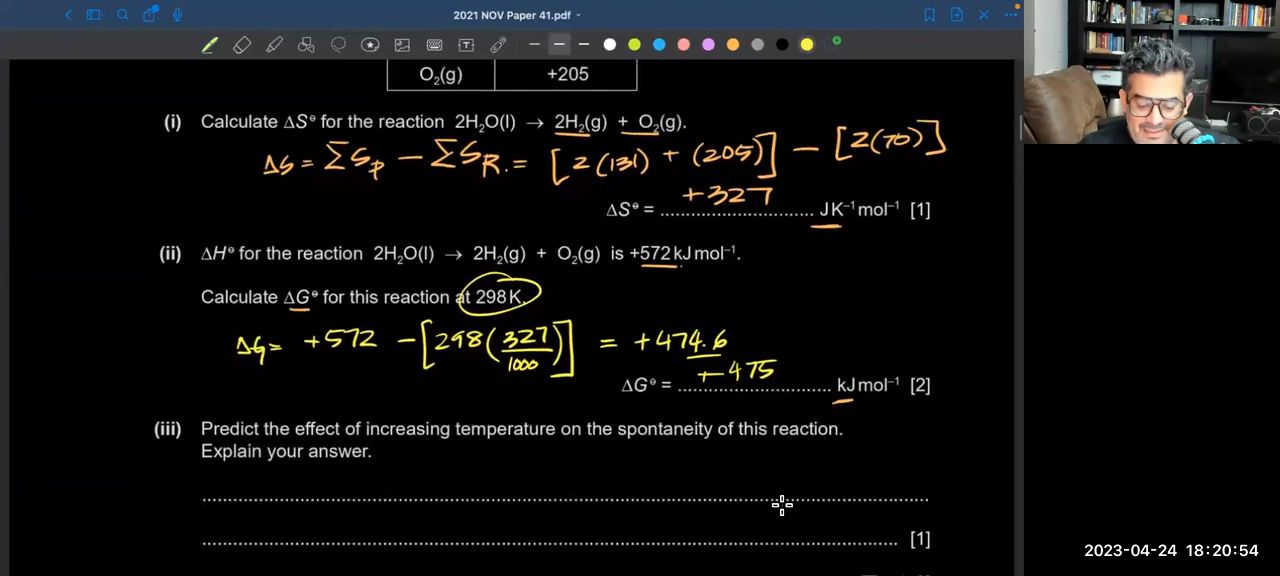 2021 NOV Paper 41.pdf
O₂(g) +205
(i) Calculate ΔS⦵ for the reaction 2H₂O(l) → 2H₂(g) + O₂(g).
ΔS = ΣSp – ΣSR. = [2(131) + (205)] – [2(70)]
+327
ΔS⦵ = .............................. JK⁻¹ mol⁻¹ [1]
(ii) ΔH⦵ for the reaction 2H₂O(l) → 2H₂(g) + O₂(g) is +572 kJ mol⁻¹.
Calculate ΔG⦵ for this reaction at 298 K.
ΔG = +572 – [298(327/1000)] = +474.6
+475
ΔG⦵ = .............................. kJ mol⁻¹ [2]
(iii) Predict the effect of increasing temperature on the spontaneity of this reaction.
Explain your answer.
[1]
2023-04-24 18:20:54